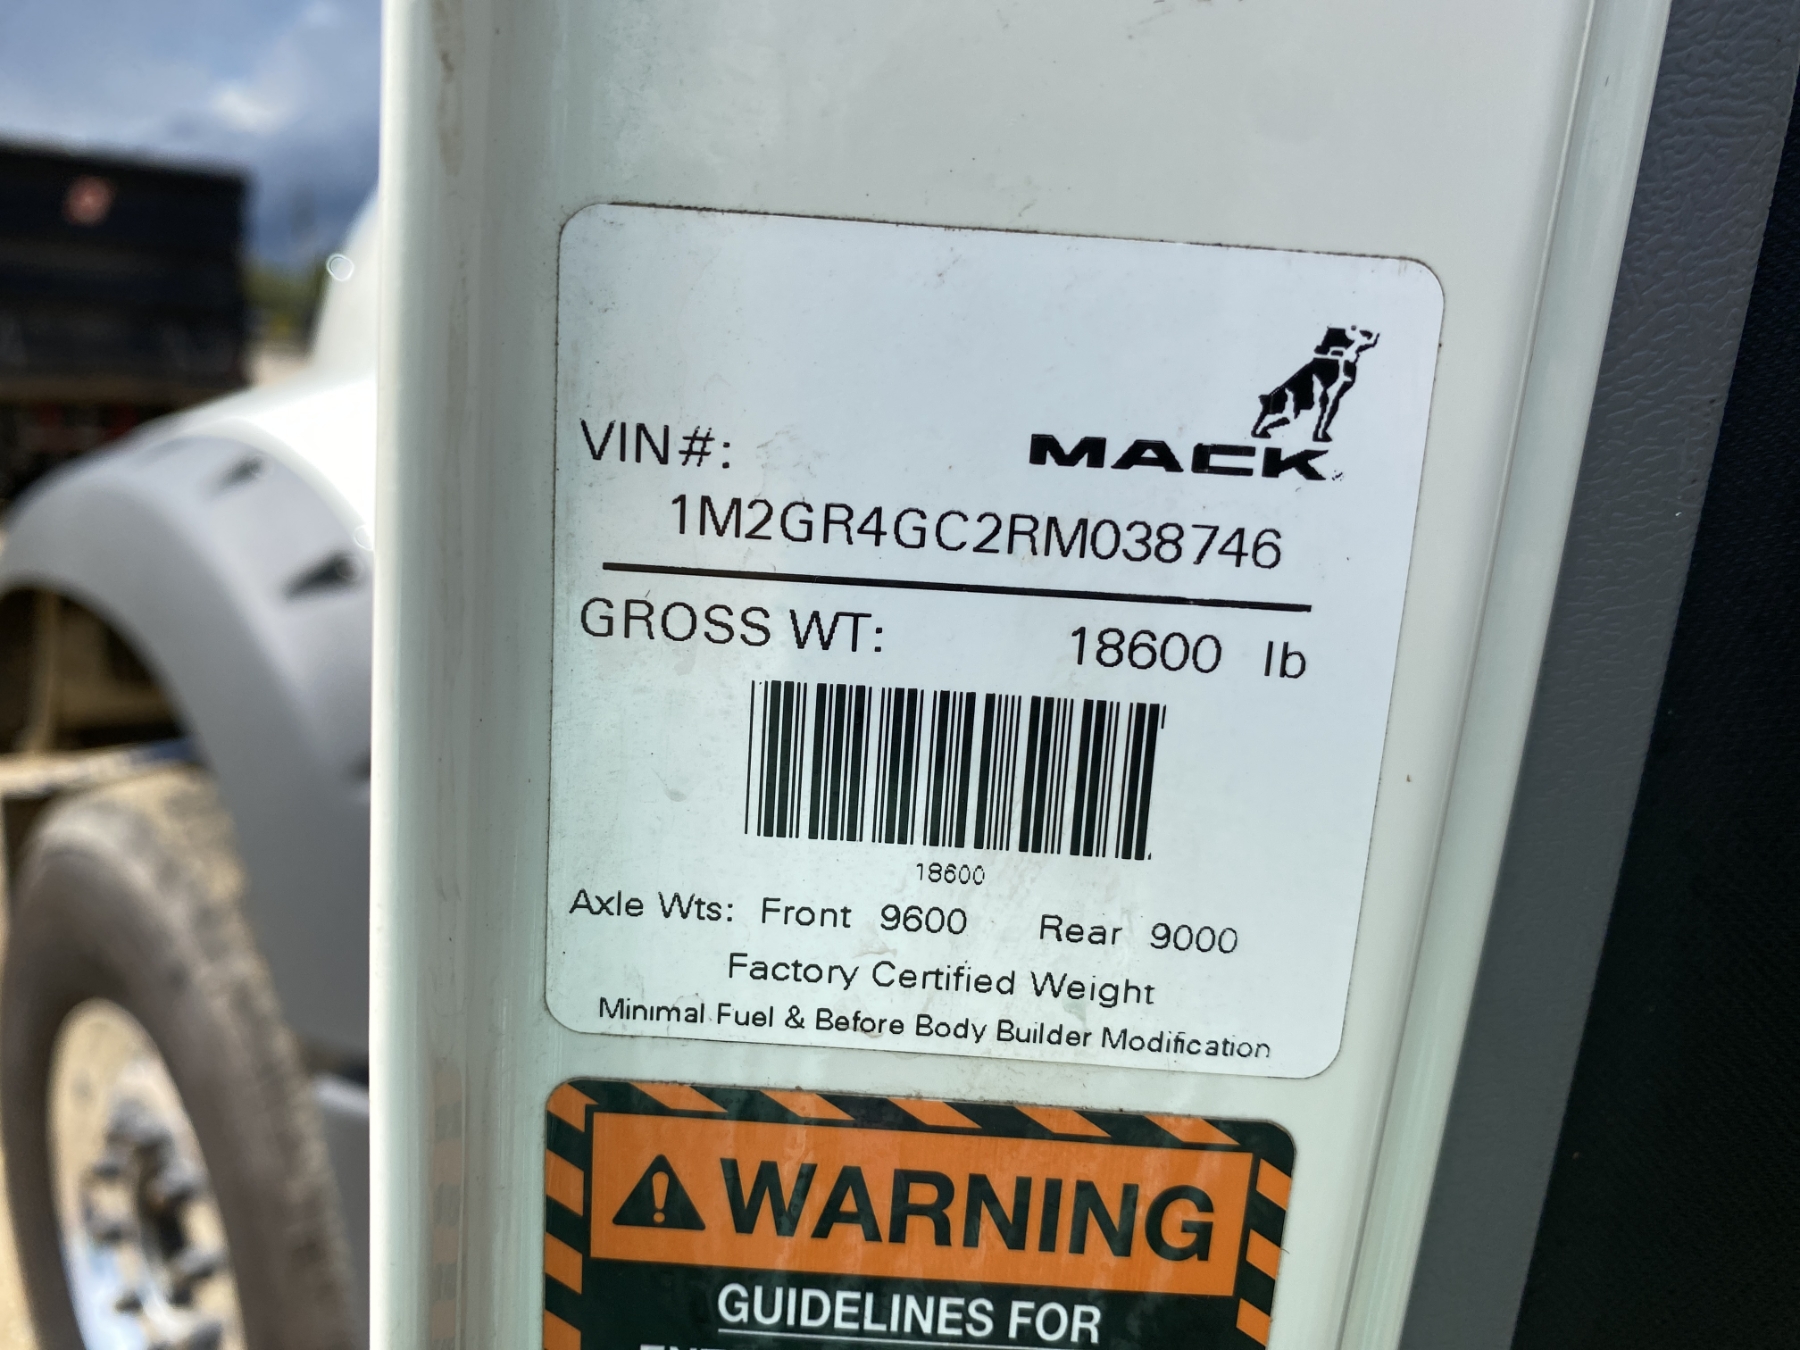 VIN#:
MACK
1M2GR4GC2RM038746
GROSS WT: 18600 lb
18600
Axle Wts: Front 9600 Rear 9000
Factory Certified Weight
Minimal Fuel & Before Body Builder Modification
WARNING
GUIDELINES FOR